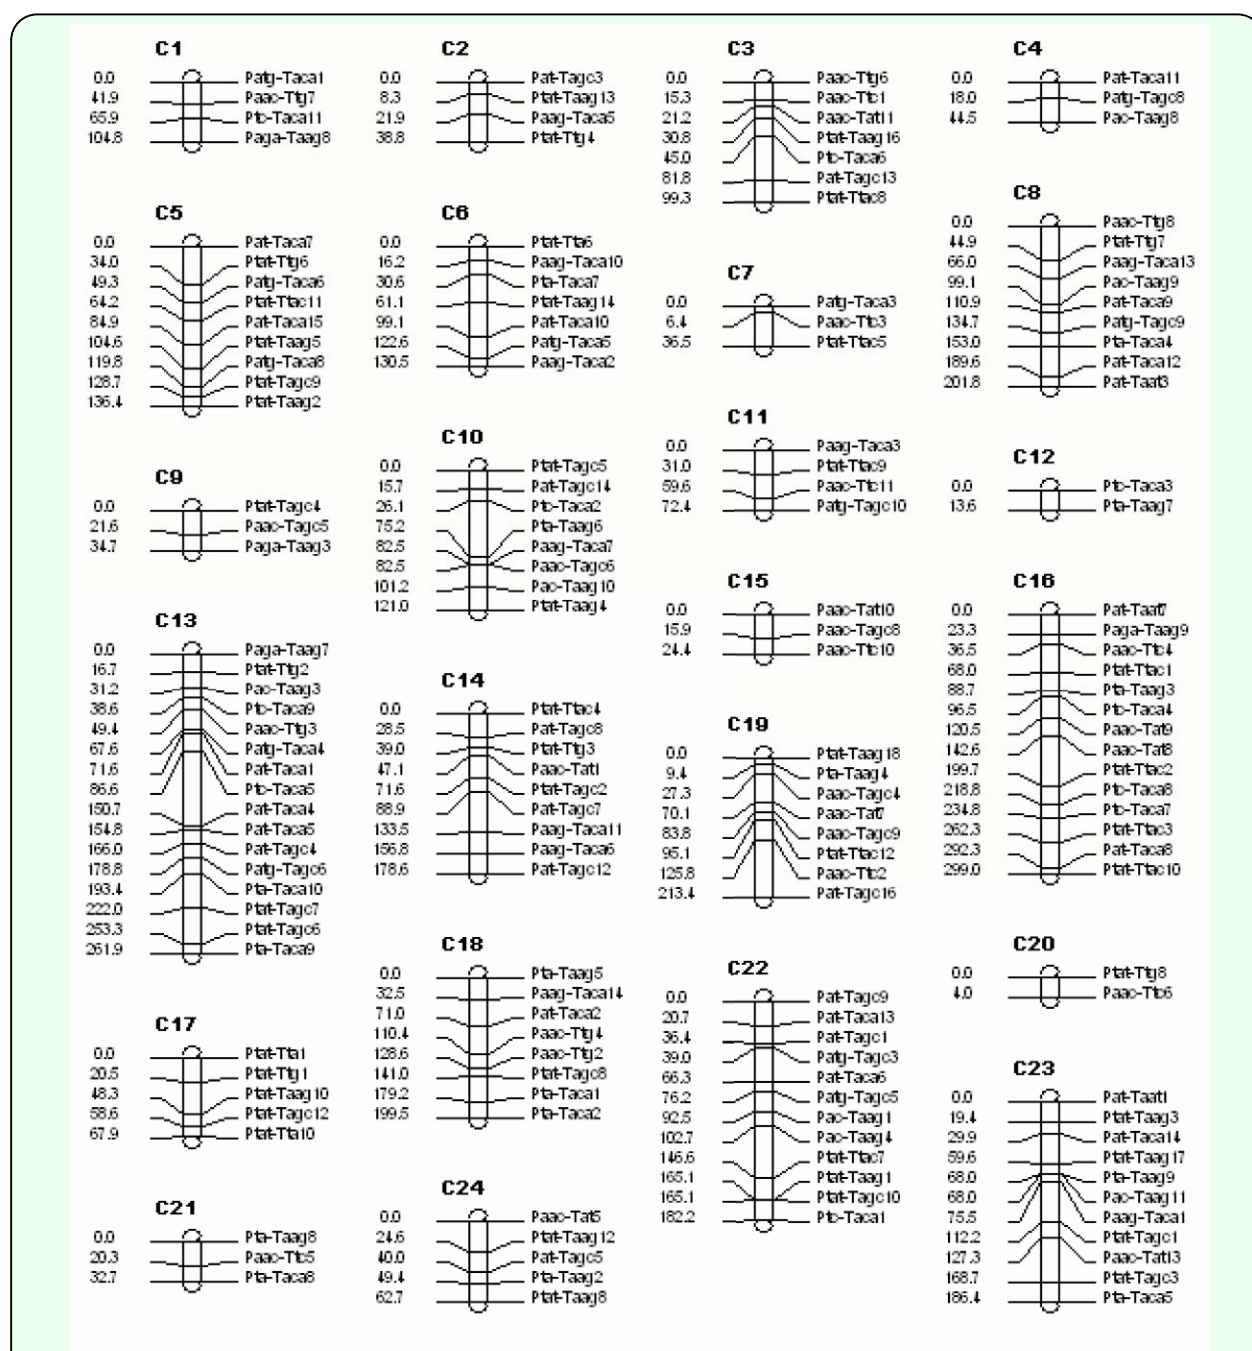 C1
0.0 Patg-Taca1
41.9 Paac-Ttg7
65.9 Ptc-Taca11
104.8 Paga-Taag8
C2
0.0 Pat-Tagc3
8.3 Ptat-Taag13
21.9 Paag-Taca5
38.8 Ptat-Ttg4
C3
0.0 Paac-Ttg6
15.3 Paac-Ttc1
21.2 Paac-Tat11
30.8 Ptat-Taag16
45.0 Ptc-Taca6
81.8 Pat-Tagc13
99.3 Ptat-Ttac8
C4
0.0 Pat-Taca11
18.0 Patg-Tagc8
44.5 Pac-Taag8
C5
0.0 Pat-Taca7
34.0 Ptat-Ttg6
49.3 Patg-Taca6
64.2 Ptat-Ttac11
84.9 Pat-Taca15
104.6 Ptat-Taag5
119.8 Patg-Taca8
128.7 Ptat-Tagc9
136.4 Ptat-Taag2
C6
0.0 Ptat-Tta6
16.2 Paag-Taca10
30.6 Pta-Taca7
61.1 Ptat-Taag14
99.1 Pat-Taca10
122.6 Patg-Taca5
130.5 Paag-Taca2
C7
0.0 Patg-Taca3
6.4 Paac-Ttc3
36.5 Ptat-Ttac5
C8
0.0 Paac-Ttg8
44.9 Ptat-Ttg7
66.0 Paag-Taca13
99.1 Pac-Taag9
110.9 Pat-Taca9
134.7 Patg-Tagc9
153.0 Pta-Taca4
189.6 Pat-Taca12
201.8 Pat-Taat3
C9
0.0 Ptat-Tagc4
21.6 Paac-Tagc5
34.7 Paga-Taag3
C10
0.0 Ptat-Tagc5
15.7 Pat-Tagc14
26.1 Ptc-Taca2
75.2 Pta-Taag6
82.5 Paag-Taca7
82.5 Paac-Tagc6
101.2 Pac-Taag10
121.0 Ptat-Taag4
C11
0.0 Paag-Taca3
31.0 Ptat-Ttac9
59.6 Paac-Ttc11
72.4 Patg-Tagc10
C12
0.0 Ptc-Taca3
13.6 Pta-Taag7
C13
0.0 Paga-Taag7
16.7 Ptat-Ttg2
31.2 Pac-Taag3
38.6 Ptc-Taca9
49.4 Paac-Ttg3
67.6 Patg-Taca4
71.6 Pat-Taca1
86.6 Ptc-Taca5
150.7 Pat-Taca4
154.8 Pat-Taca5
166.0 Pat-Tagc4
178.8 Patg-Tagc6
193.4 Pta-Taca10
222.0 Ptat-Tagc7
253.3 Ptat-Tagc6
261.9 Pta-Taca9
C14
0.0 Ptat-Ttac4
28.5 Pat-Tagc8
39.0 Ptat-Ttg3
47.1 Paac-Tat1
71.6 Ptat-Tagc2
88.9 Pat-Tagc7
133.5 Paag-Taca11
156.8 Paag-Taca6
178.6 Pat-Tagc12
C15
0.0 Paac-Tat10
15.9 Paac-Tagc8
24.4 Paac-Ttc10
C16
0.0 Pat-Taat7
23.3 Paga-Taag9
36.5 Paac-Ttc4
68.0 Ptat-Ttac1
88.7 Pta-Taag3
96.5 Ptc-Taca4
120.5 Paac-Tat9
142.6 Paac-Tat8
199.7 Ptat-Ttac2
218.8 Ptc-Taca8
234.8 Ptc-Taca7
262.3 Ptat-Ttac3
292.3 Pat-Taca8
299.0 Ptat-Ttac10
C19
0.0 Ptat-Taag18
9.4 Pta-Taag4
27.3 Paac-Tagc4
70.1 Paac-Tat7
83.8 Paac-Tagc9
95.1 Ptat-Ttac12
125.8 Paac-Ttc2
213.4 Pat-Tagc16
C17
0.0 Ptat-Tta1
20.5 Ptat-Ttg1
48.3 Ptat-Taag10
58.6 Ptat-Tagc12
67.9 Ptat-Tta10
C18
0.0 Pta-Taag5
32.5 Paag-Taca14
71.0 Pat-Taca2
110.4 Paac-Ttg4
128.6 Paac-Ttg2
141.0 Ptat-Tagc8
179.2 Pta-Taca1
199.5 Pta-Taca2
C22
0.0 Pat-Tagc9
20.7 Pat-Taca13
36.4 Pat-Tagc1
39.0 Patg-Tagc3
66.3 Pat-Taca6
76.2 Patg-Tagc5
92.5 Pac-Taag1
102.7 Pac-Taag4
146.6 Ptat-Ttac7
165.1 Ptat-Taag1
165.1 Ptat-Tagc10
182.2 Ptc-Taca1
C20
0.0 Ptat-Ttg8
4.0 Paac-Ttc6
C21
0.0 Pta-Taag8
20.3 Paac-Ttc5
32.7 Pta-Taca8
C24
0.0 Paac-Tat5
24.6 Ptat-Taag12
40.0 Pat-Tagc5
49.4 Pta-Taag2
62.7 Ptat-Taag8
C23
0.0 Pat-Taat1
19.4 Ptat-Taag3
29.9 Pat-Taca14
59.6 Ptat-Taag17
68.0 Pta-Taag9
68.0 Pac-Taag11
75.5 Paag-Taca1
112.2 Ptat-Tagc1
127.3 Paac-Tat13
168.7 Ptat-Tagc3
186.4 Pta-Taca5